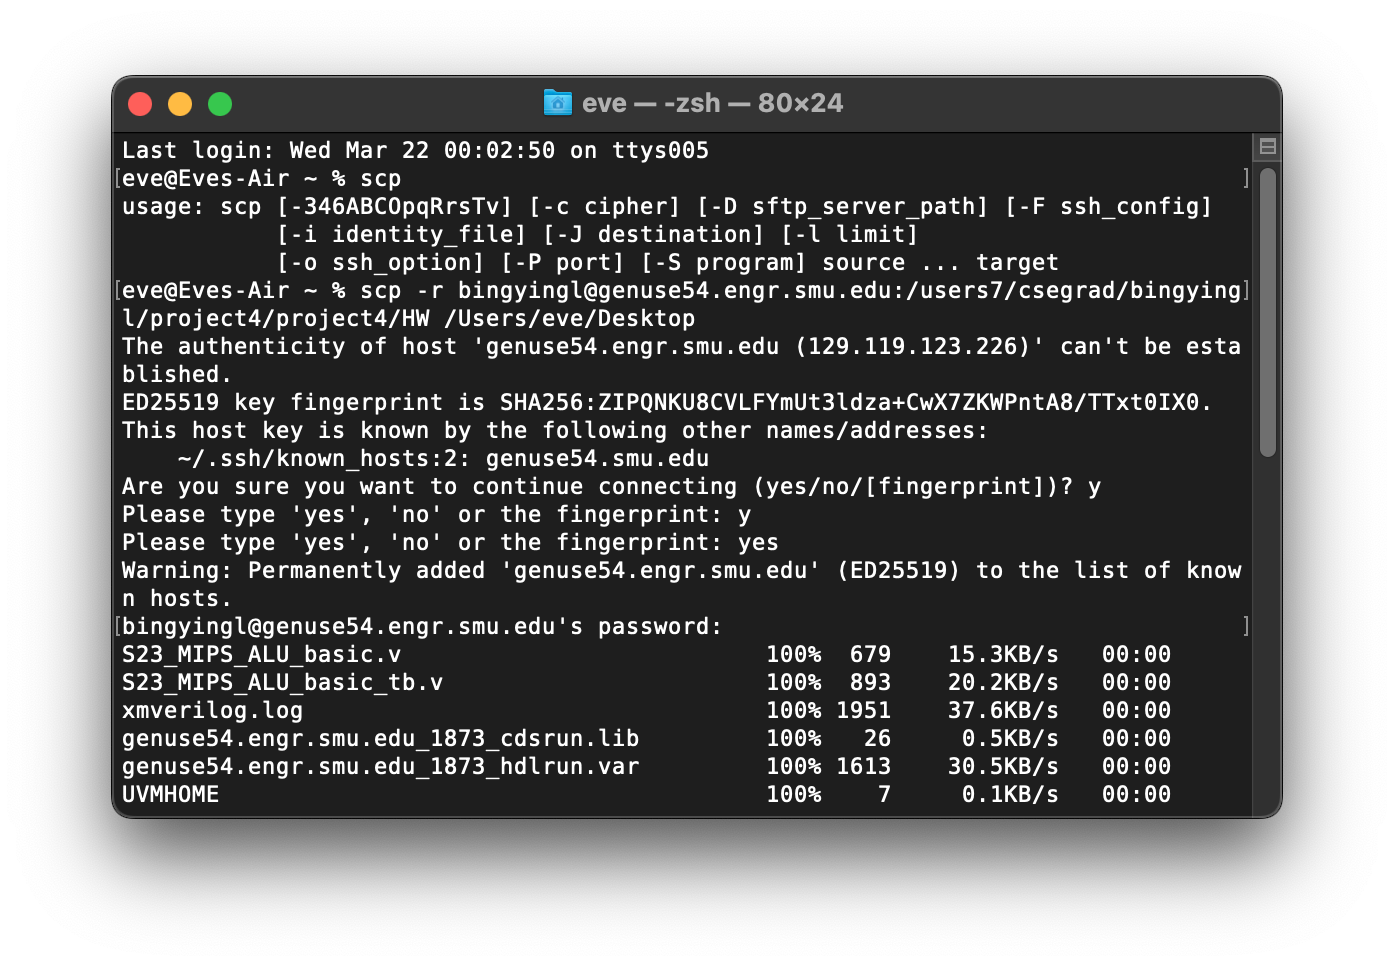 eve — -zsh — 80×24
Last login: Wed Mar 22 00:02:50 on ttys005
[eve@Eves-Air ~ % scp ]
usage: scp [-346ABCOpqRrsTv] [-c cipher] [-D sftp_server_path] [-F ssh_config]
           [-i identity_file] [-J destination] [-l limit]
           [-o ssh_option] [-P port] [-S program] source ... target
[eve@Eves-Air ~ % scp -r bingyingl@genuse54.engr.smu.edu:/users7/csegrad/bingying]
l/project4/project4/HW /Users/eve/Desktop
The authenticity of host 'genuse54.engr.smu.edu (129.119.123.226)' can't be esta
blished.
ED25519 key fingerprint is SHA256:ZIPQNKU8CVLFYmUt3ldza+CwX7ZKWPntA8/TTxt0IX0.
This host key is known by the following other names/addresses:
    ~/.ssh/known_hosts:2: genuse54.smu.edu
Are you sure you want to continue connecting (yes/no/[fingerprint])? y
Please type 'yes', 'no' or the fingerprint: y
Please type 'yes', 'no' or the fingerprint: yes
Warning: Permanently added 'genuse54.engr.smu.edu' (ED25519) to the list of know
n hosts.
[bingyingl@genuse54.engr.smu.edu's password: ]
S23_MIPS_ALU_basic.v                          100%  679    15.3KB/s   00:00
S23_MIPS_ALU_basic_tb.v                       100%  893    20.2KB/s   00:00
xmverilog.log                                 100% 1951    37.6KB/s   00:00
genuse54.engr.smu.edu_1873_cdsrun.lib         100%   26     0.5KB/s   00:00
genuse54.engr.smu.edu_1873_hdlrun.var         100% 1613    30.5KB/s   00:00
UVMHOME                                       100%    7     0.1KB/s   00:00